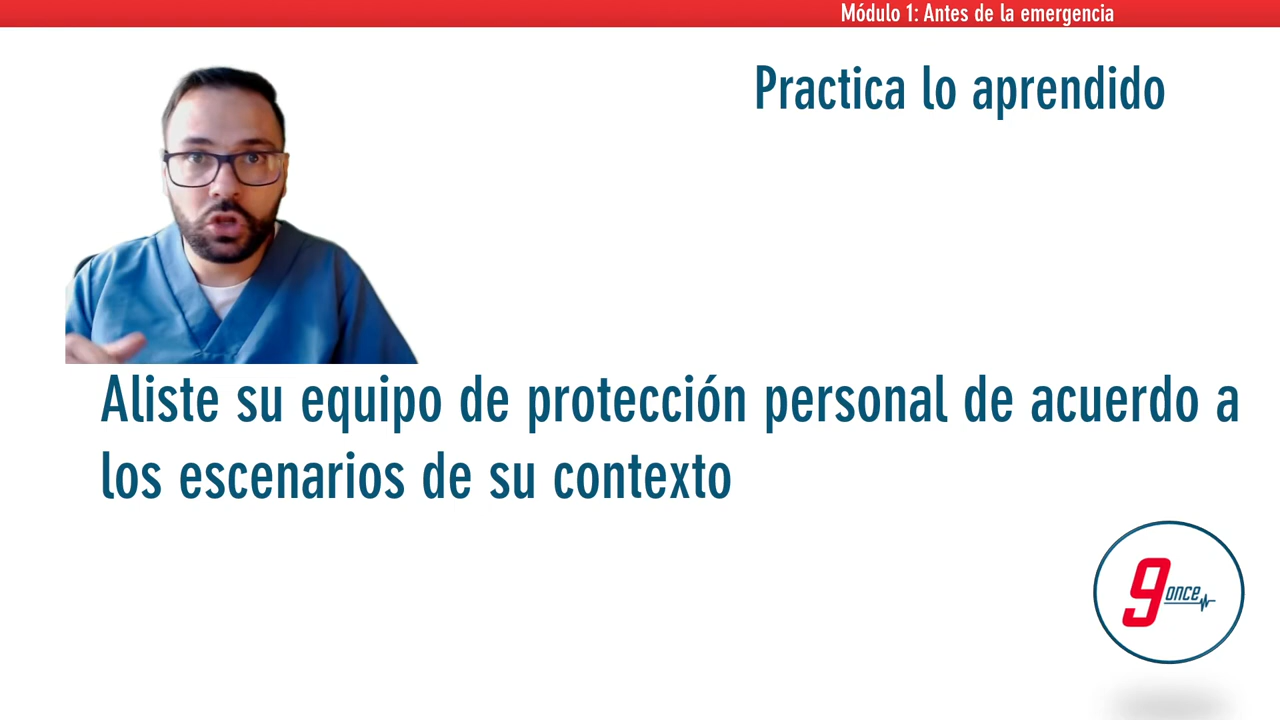 Módulo 1: Antes de la emergencia
Practica lo aprendido
Aliste su equipo de protección personal de acuerdo a
los escenarios de su contexto
9 once